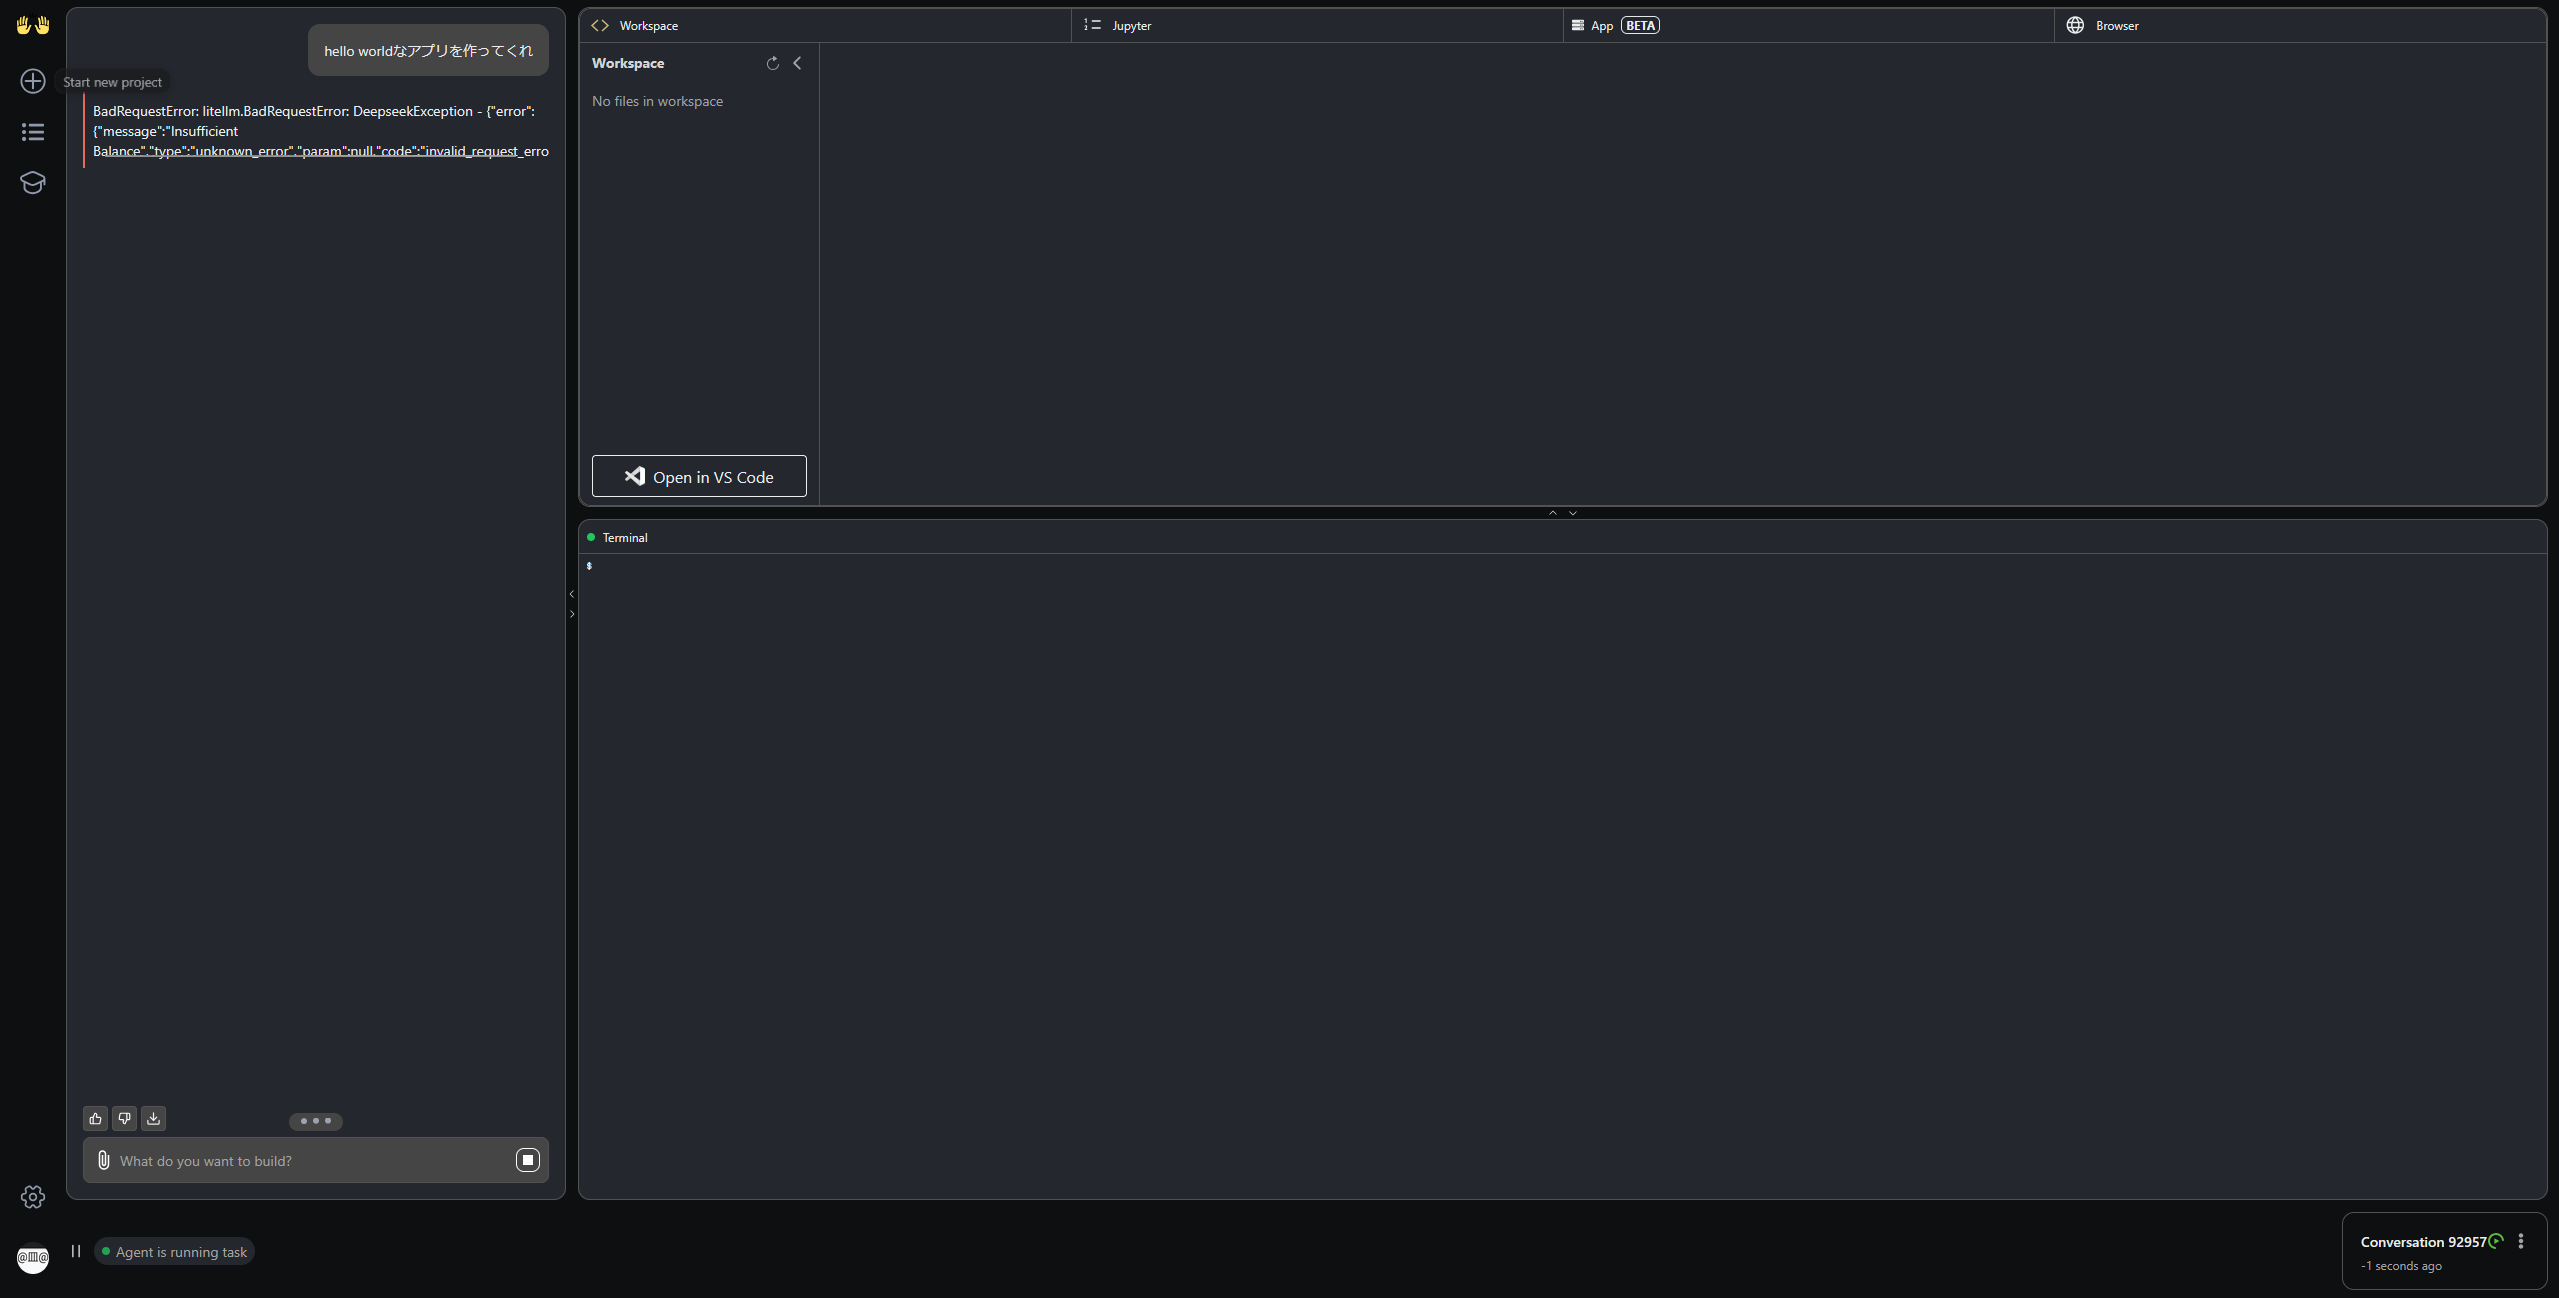 hello worldなアプリを作ってくれ
Start new project
BadRequestError: litellm.BadRequestError: DeepseekException - {"error":
{"message":"Insufficient
Balance","type":"unknown_error","param":null,"code":"invalid_request_erro
What do you want to build?
Agent is running task
Workspace
Jupyter
App BETA
Browser
Workspace
No files in workspace
Open in VS Code
Terminal
$
Conversation 92957
-1 seconds ago